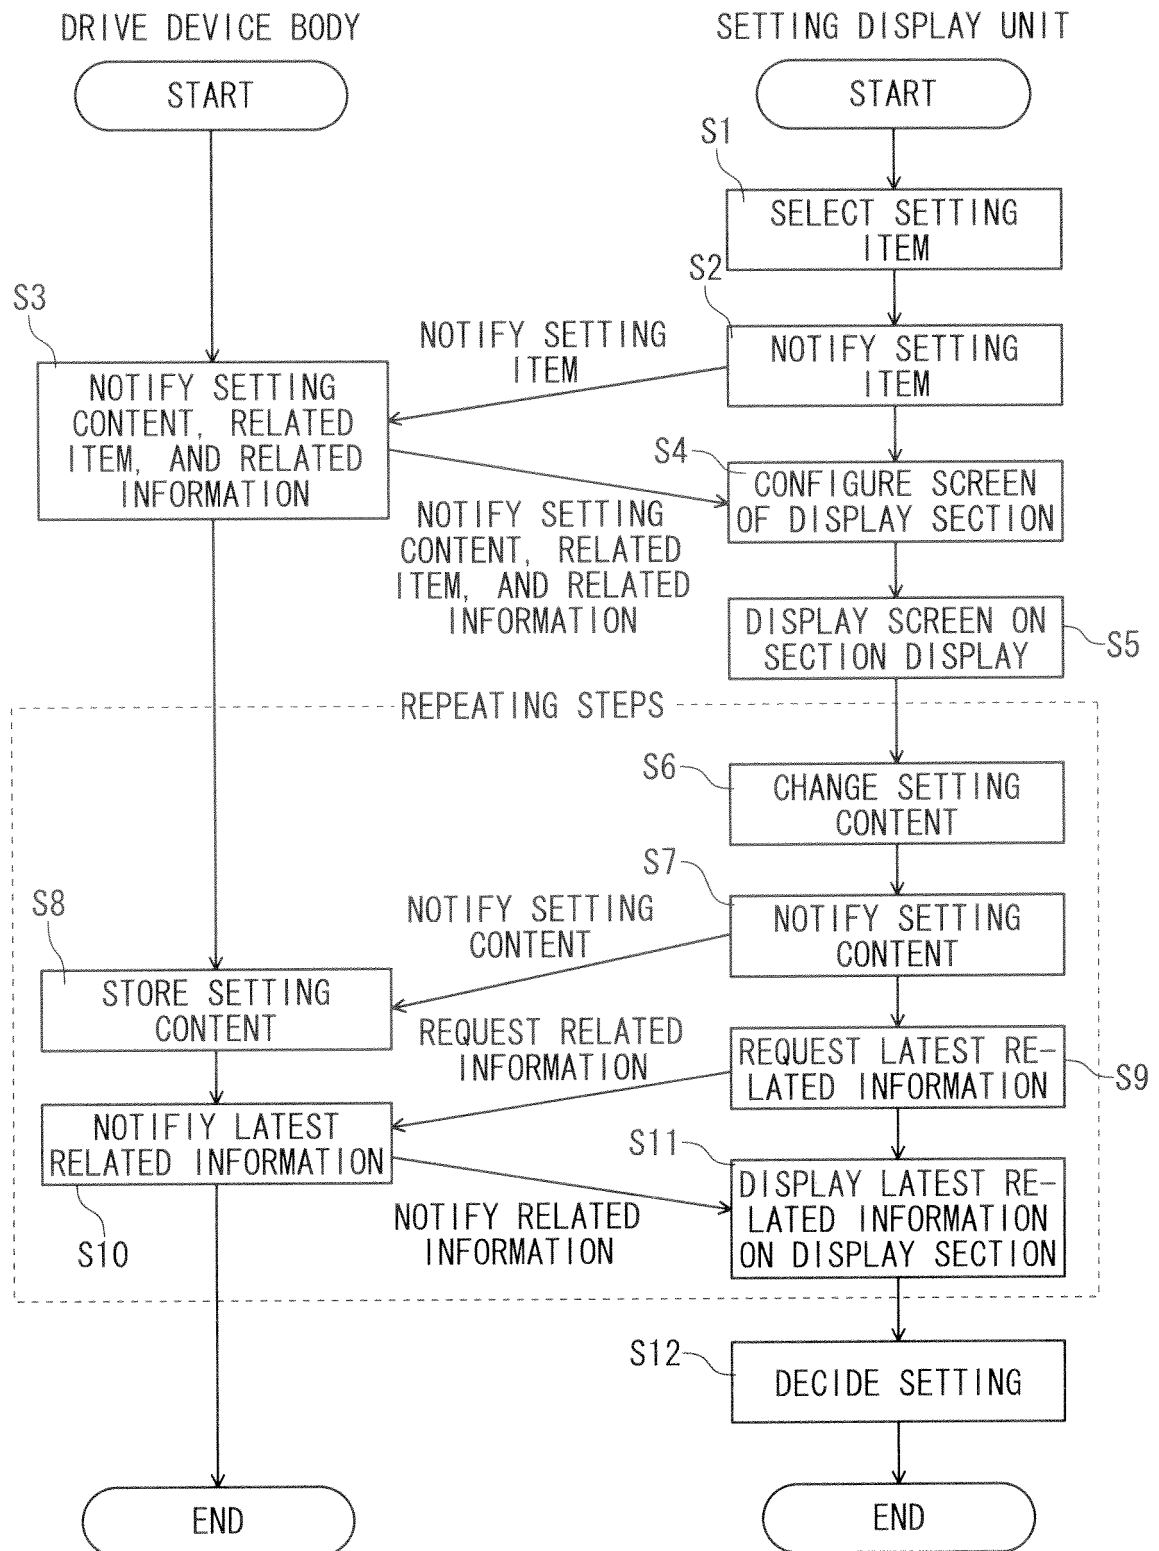 DRIVE DEVICE BODY
SETTING DISPLAY UNIT
START
START
S1
SELECT SETTING
ITEM
S2
NOTIFY SETTING
ITEM
S3
NOTIFY SETTING
ITEM
NOTIFY SETTING
CONTENT, RELATED
ITEM, AND RELATED
INFORMATION
S4
CONFIGURE SCREEN
OF DISPLAY SECTION
NOTIFY SETTING
CONTENT, RELATED
ITEM, AND RELATED
INFORMATION
DISPLAY SCREEN ON
SECTION DISPLAY
S5
REPEATING STEPS
S6
CHANGE SETTING
CONTENT
S7
NOTIFY SETTING
CONTENT
NOTIFY SETTING
CONTENT
S8
STORE SETTING
CONTENT
REQUEST RELATED
INFORMATION
REQUEST LATEST RE-
LATED INFORMATION
S9
NOTIFIY LATEST
RELATED INFORMATION
S10
S11
DISPLAY LATEST RE-
LATED INFORMATION
ON DISPLAY SECTION
NOTIFY RELATED
INFORMATION
S12
DECIDE SETTING
END
END